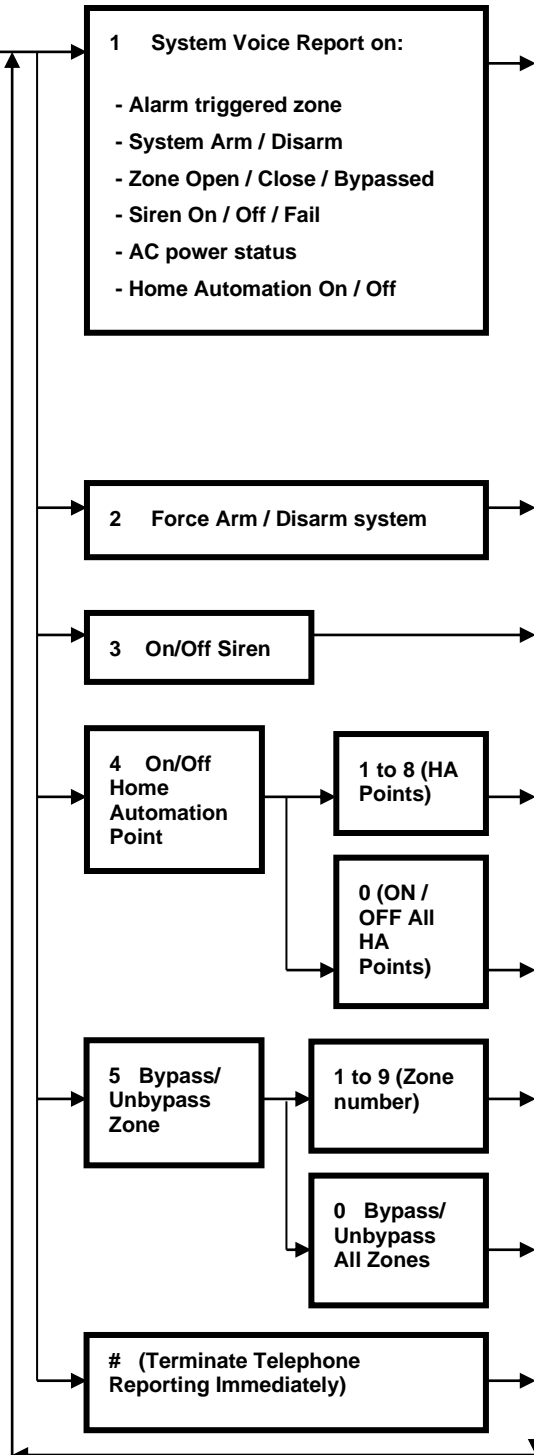 1 System Voice Report on:
- Alarm triggered zone
- System Arm / Disarm
- Zone Open / Close / Bypassed
- Siren On / Off / Fail
- AC power status
- Home Automation On / Off
2 Force Arm / Disarm system
3 On/Off Siren
4 On/Off
Home
Automation
Point
1 to 8 (HA
Points)
0 (ON /
OFF All
HA
Points)
5 Bypass/
Unbypass
Zone
1 to 9 (Zone
number)
0 Bypass/
Unbypass
All Zones
# (Terminate Telephone
Reporting Immediately)